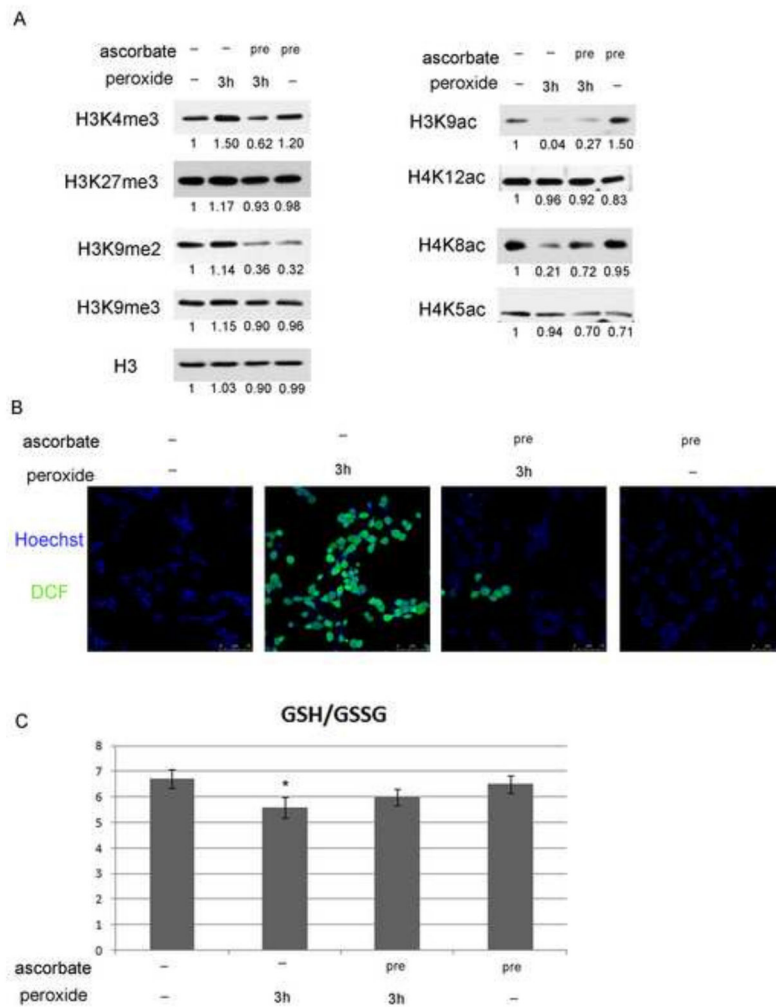 A
ascorbate – – pre pre
peroxide – 3h 3h –
H3K4me3
1 1.50 0.62 1.20
H3K27me3
1 1.17 0.93 0.98
H3K9me2
1 1.14 0.36 0.32
H3K9me3
1 1.15 0.90 0.96
H3
1 1.03 0.90 0.99
ascorbate – – pre pre
peroxide – 3h 3h –
H3K9ac
1 0.04 0.27 1.50
H4K12ac
1 0.96 0.92 0.83
H4K8ac
1 0.21 0.72 0.95
H4K5ac
1 0.94 0.70 0.71
B
ascorbate – – pre pre
peroxide – 3h 3h –
Hoechst
DCF
C
GSH/GSSG
8
7
6
5
4
3
2
1
0
*
ascorbate – – pre pre
peroxide – 3h 3h –